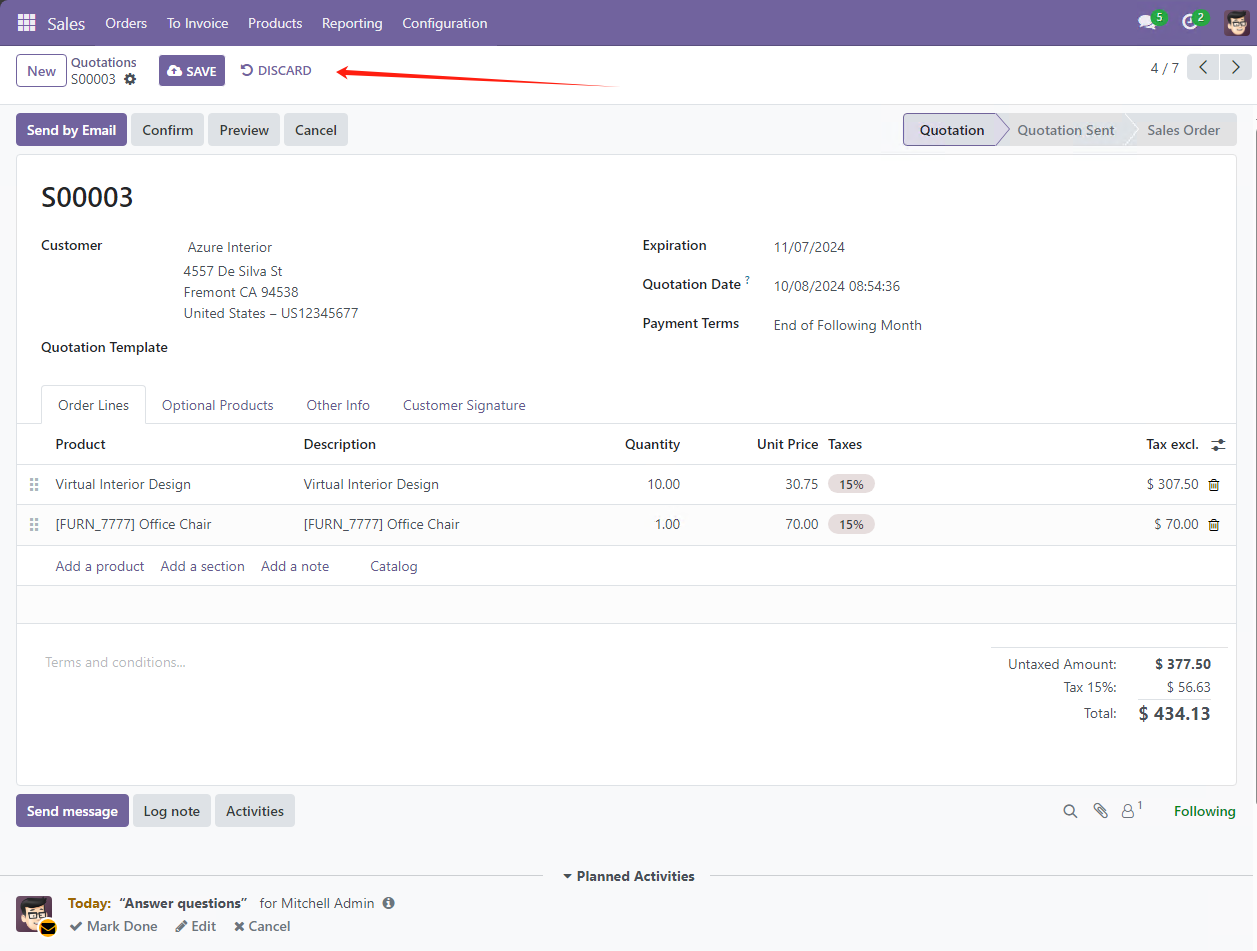 Sales Orders To Invoice Products Reporting Configuration 5 2
New Quotations SAVE DISCARD 4 / 7
S00003
Send by Email Confirm Preview Cancel Quotation Quotation Sent Sales Order
S00003
Customer Azure Interior Expiration 11/07/2024
4557 De Silva St
Fremont CA 94538 Quotation Date ? 10/08/2024 08:54:36
United States – US12345677 Payment Terms End of Following Month
Quotation Template
Order Lines Optional Products Other Info Customer Signature
Product Description Quantity Unit Price Taxes Tax excl.
Virtual Interior Design Virtual Interior Design 10.00 30.75 15% $ 307.50
[FURN_7777] Office Chair [FURN_7777] Office Chair 1.00 70.00 15% $ 70.00
Add a product Add a section Add a note Catalog
Terms and conditions... Untaxed Amount: $ 377.50
Tax 15%: $ 56.63
Total: $ 434.13
Send message Log note Activities 1 Following
Planned Activities
Today: “Answer questions” for Mitchell Admin
Mark Done Edit Cancel